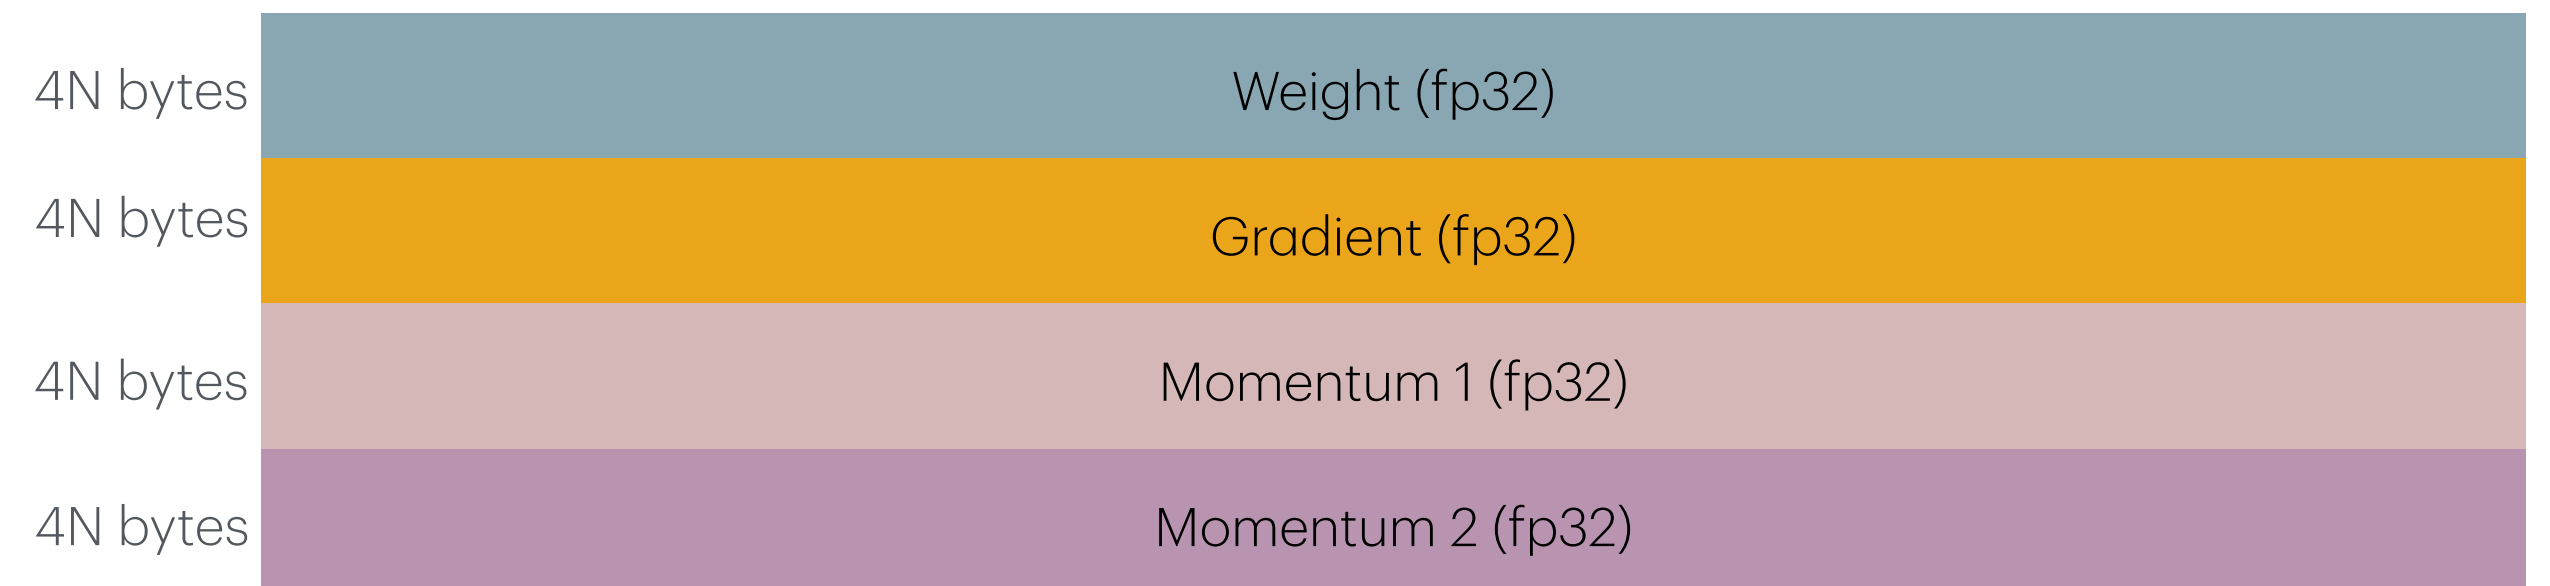 4N bytes Weight (fp32)
4N bytes Gradient (fp32)
4N bytes Momentum 1 (fp32)
4N bytes Momentum 2 (fp32)